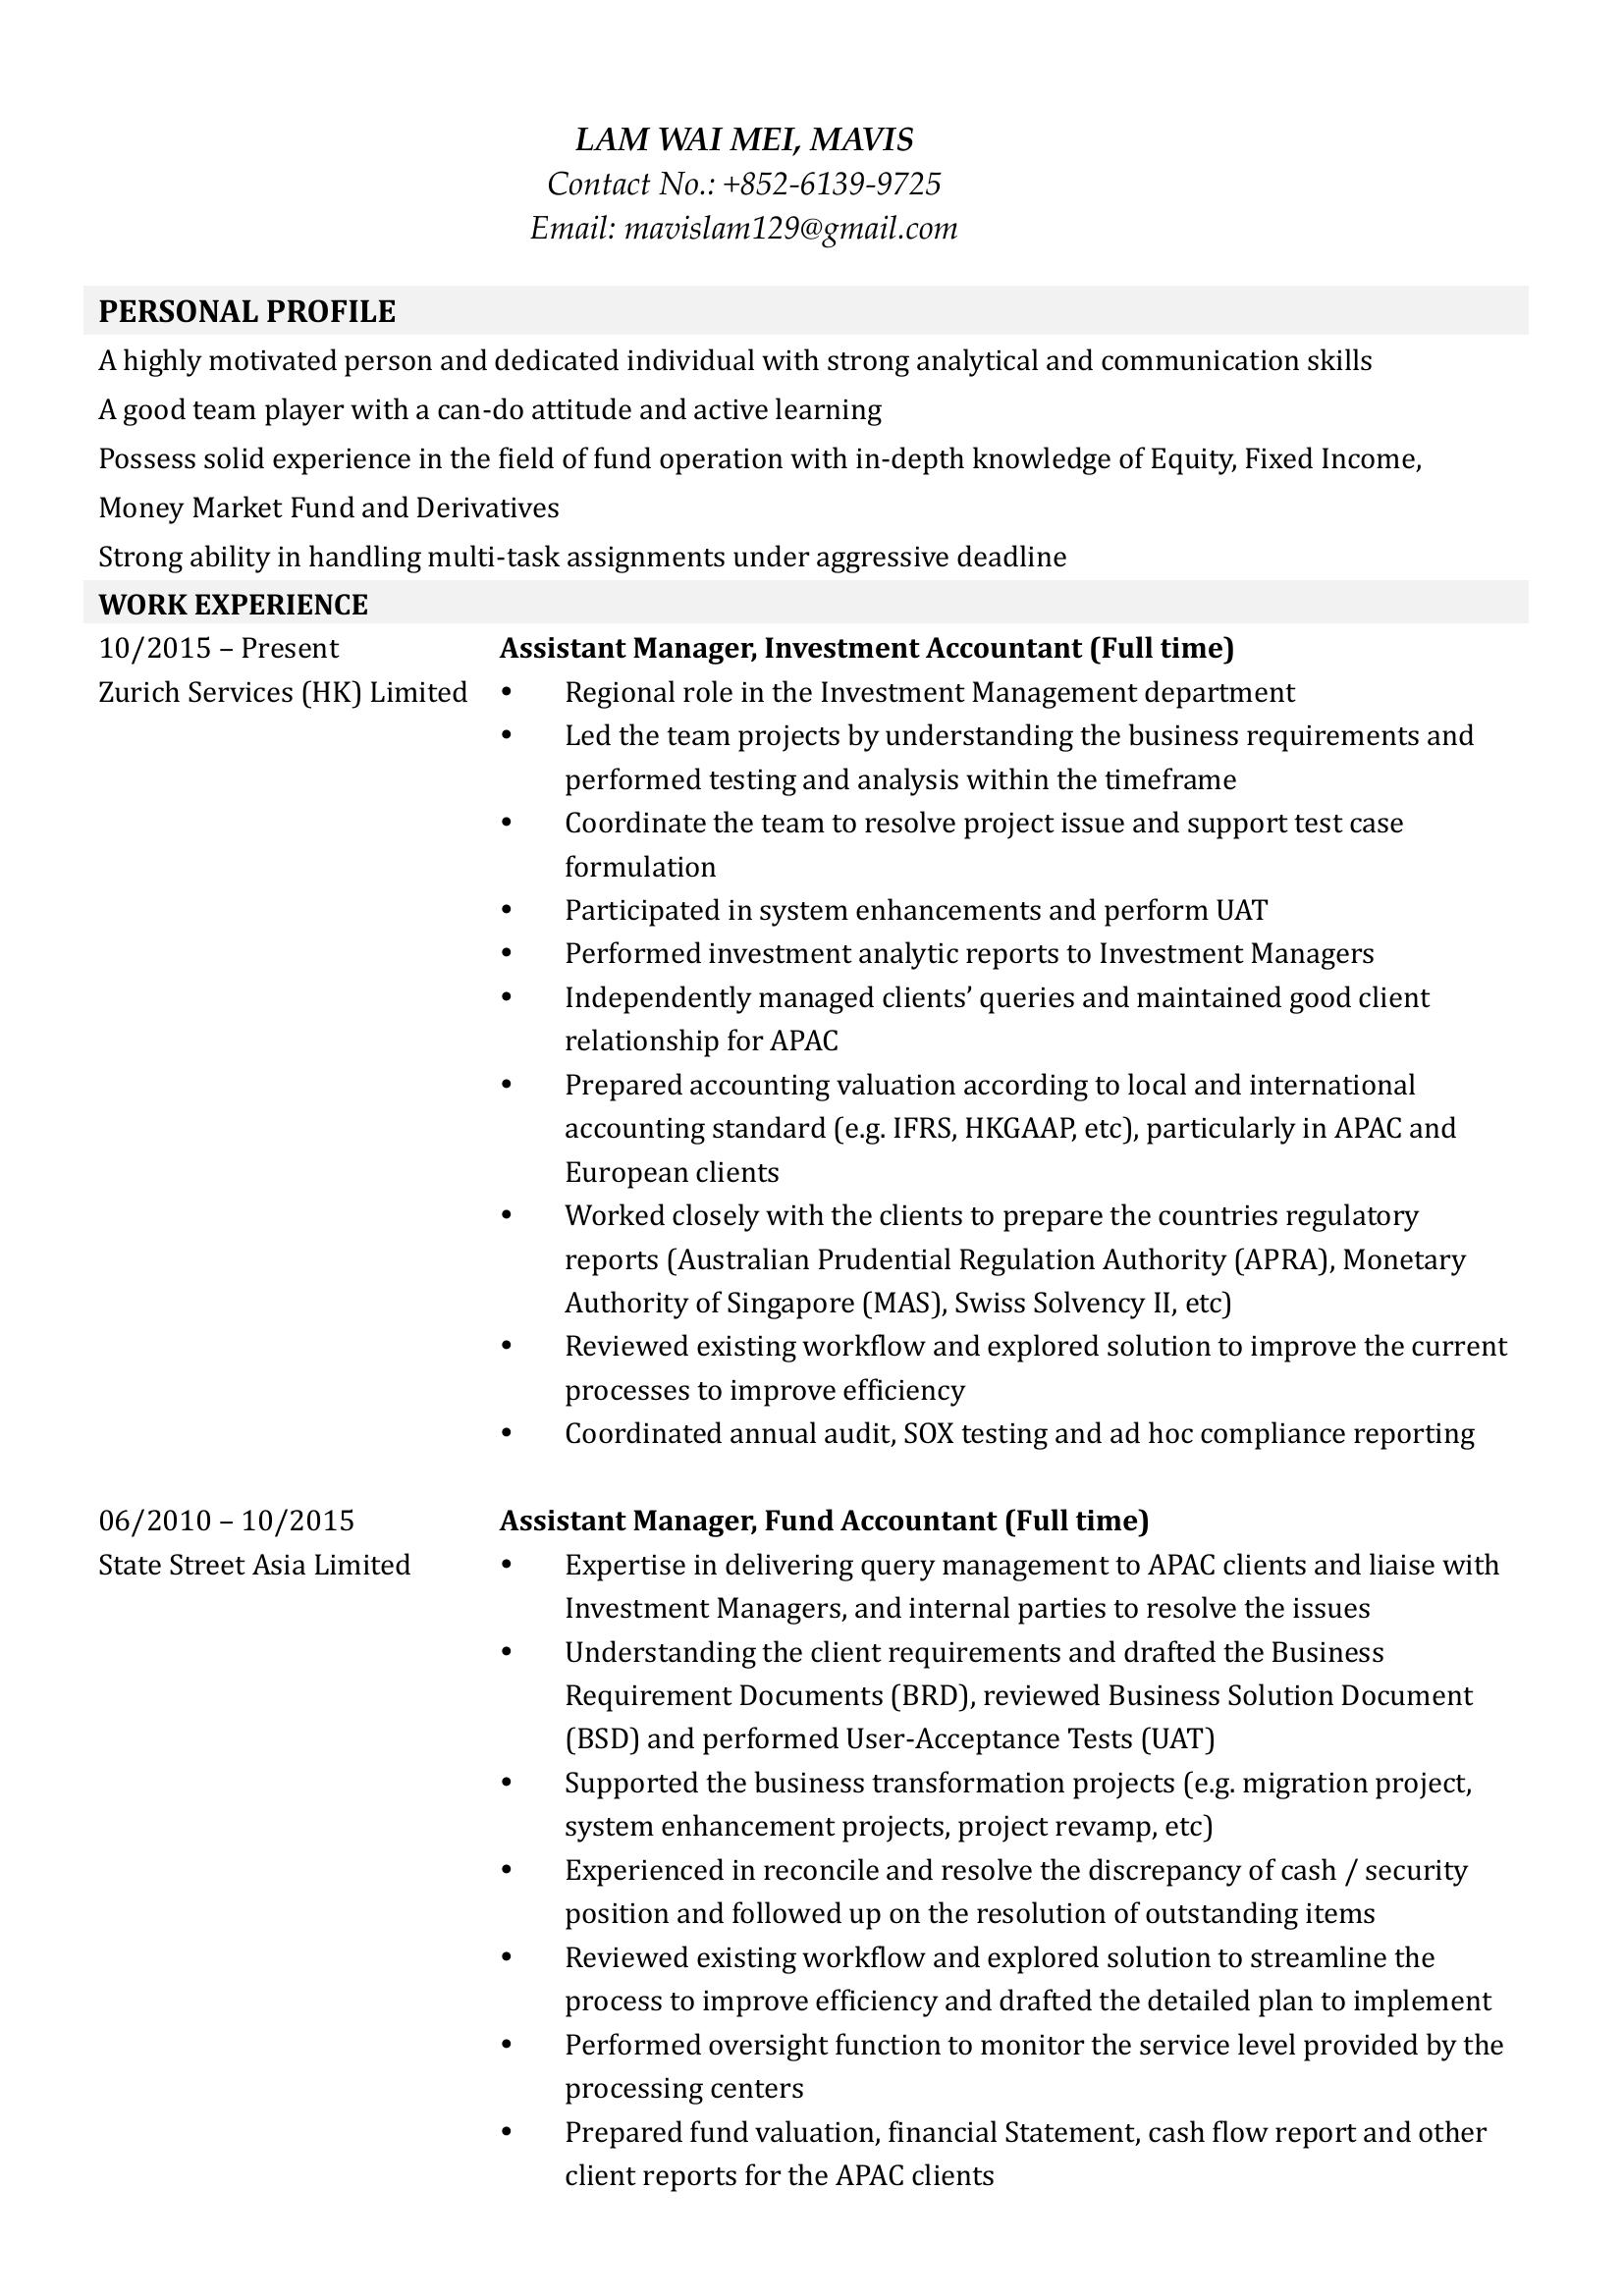 LAM WAI MEI, MAVIS
Contact No.: +852-6139-9725
Email: mavislam129@gmail.com
PERSONAL PROFILE
A highly motivated person and dedicated individual with strong analytical and communication skills
A good team player with a can-do attitude and active learning
Possess solid experience in the field of fund operation with in-depth knowledge of Equity, Fixed Income,
Money Market Fund and Derivatives
Strong ability in handling multi-task assignments under aggressive deadline
WORK EXPERIENCE
10/2015 – Present
Zurich Services (HK) Limited
Assistant Manager, Investment Accountant (Full time)
• Regional role in the Investment Management department
• Led the team projects by understanding the business requirements and
performed testing and analysis within the timeframe
• Coordinate the team to resolve project issue and support test case
formulation
• Participated in system enhancements and perform UAT
• Performed investment analytic reports to Investment Managers
• Independently managed clients’ queries and maintained good client
relationship for APAC
• Prepared accounting valuation according to local and international
accounting standard (e.g. IFRS, HKGAAP, etc), particularly in APAC and
European clients
• Worked closely with the clients to prepare the countries regulatory
reports (Australian Prudential Regulation Authority (APRA), Monetary
Authority of Singapore (MAS), Swiss Solvency II, etc)
• Reviewed existing workflow and explored solution to improve the current
processes to improve efficiency
• Coordinated annual audit, SOX testing and ad hoc compliance reporting
06/2010 – 10/2015
State Street Asia Limited
Assistant Manager, Fund Accountant (Full time)
• Expertise in delivering query management to APAC clients and liaise with
Investment Managers, and internal parties to resolve the issues
• Understanding the client requirements and drafted the Business
Requirement Documents (BRD), reviewed Business Solution Document
(BSD) and performed User-Acceptance Tests (UAT)
• Supported the business transformation projects (e.g. migration project,
system enhancement projects, project revamp, etc)
• Experienced in reconcile and resolve the discrepancy of cash / security
position and followed up on the resolution of outstanding items
• Reviewed existing workflow and explored solution to streamline the
process to improve efficiency and drafted the detailed plan to implement
• Performed oversight function to monitor the service level provided by the
processing centers
• Prepared fund valuation, financial Statement, cash flow report and other
client reports for the APAC clients